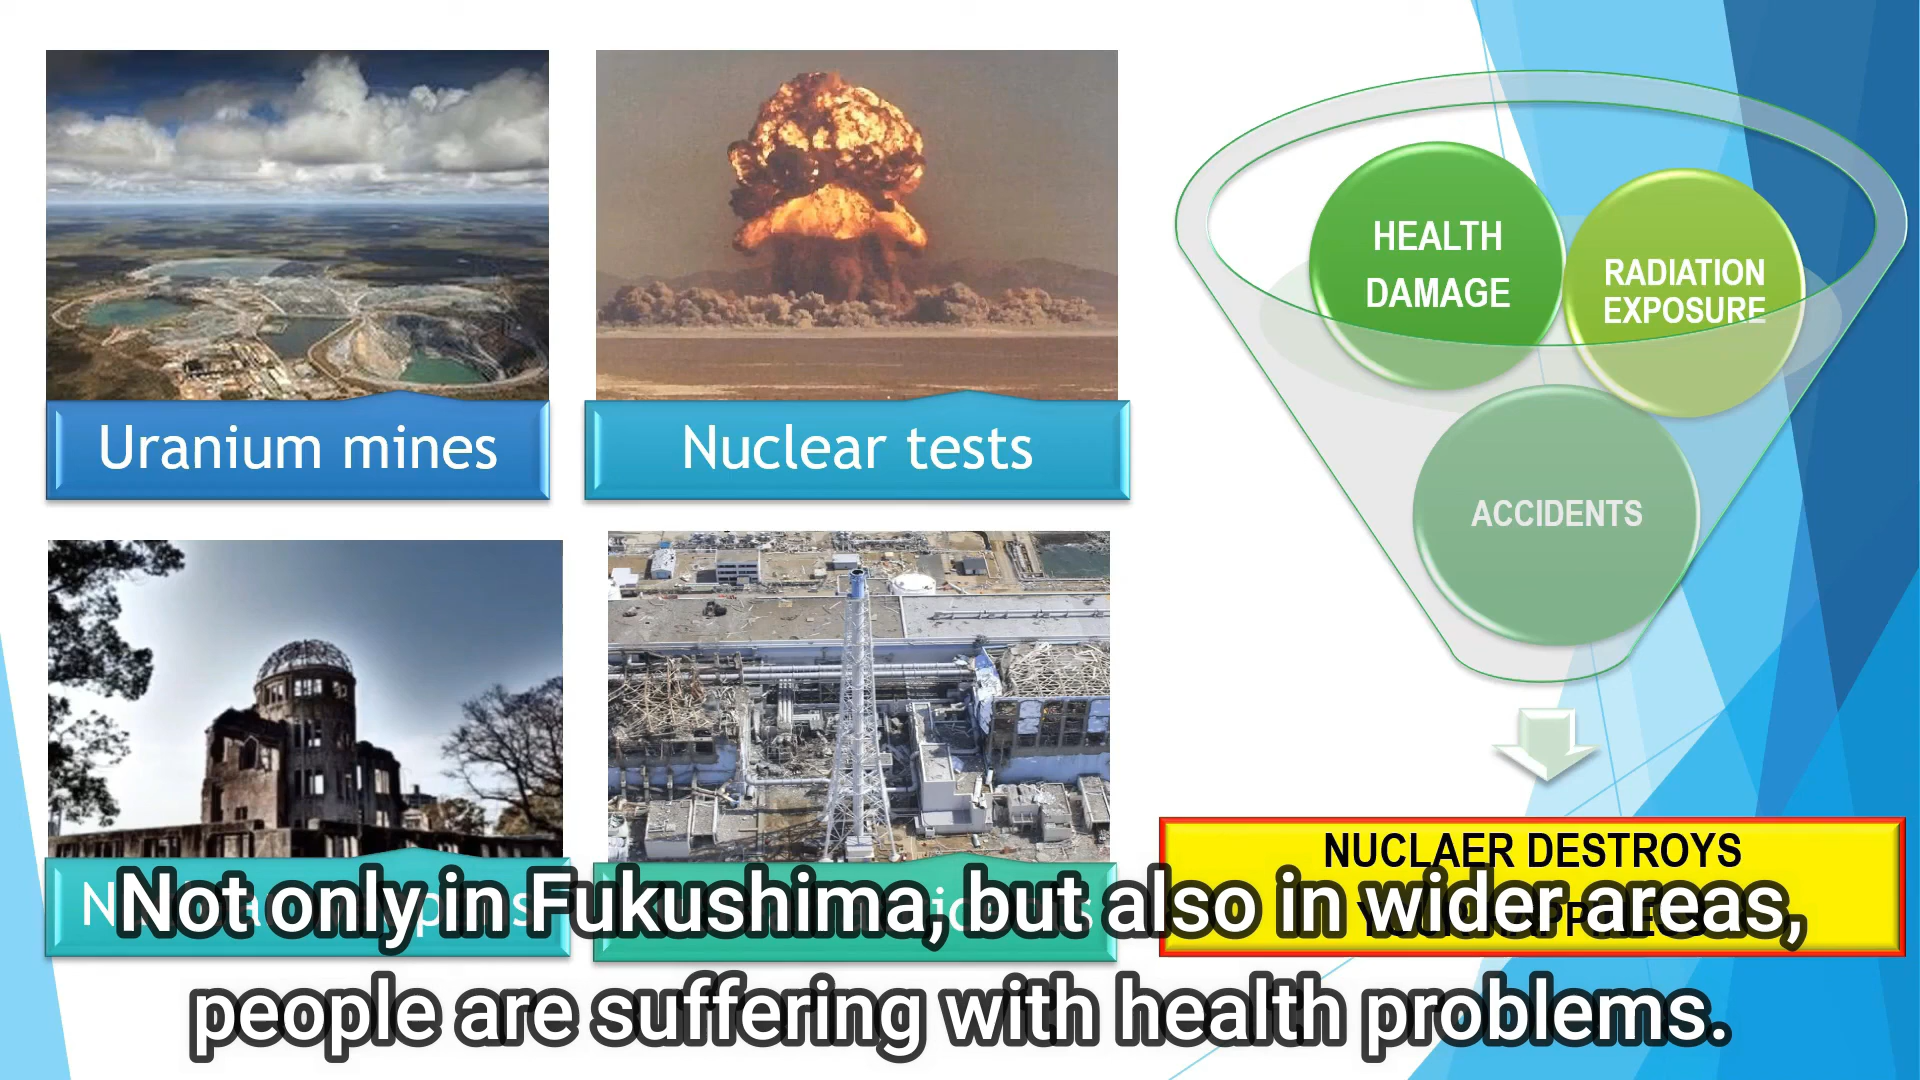 Uranium mines
Nuclear tests
HEALTH
DAMAGE
RADIATION
EXPOSURE
ACCIDENTS
NUCLAER DESTROYS
Not only in Fukushima, but also in wider areas,
people are suffering with health problems.